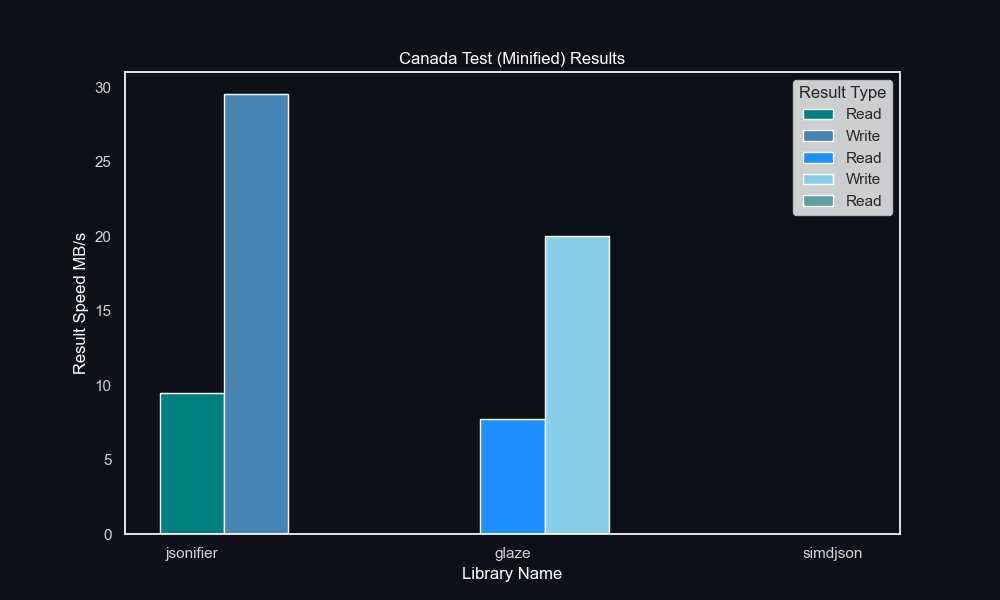 Canada Test (Minified) Results
Result Type
Read
Write
Read
Write
Read
Result Speed MB/s
30
25
20
15
10
5
0
jsonifier
glaze
simdjson
Library Name